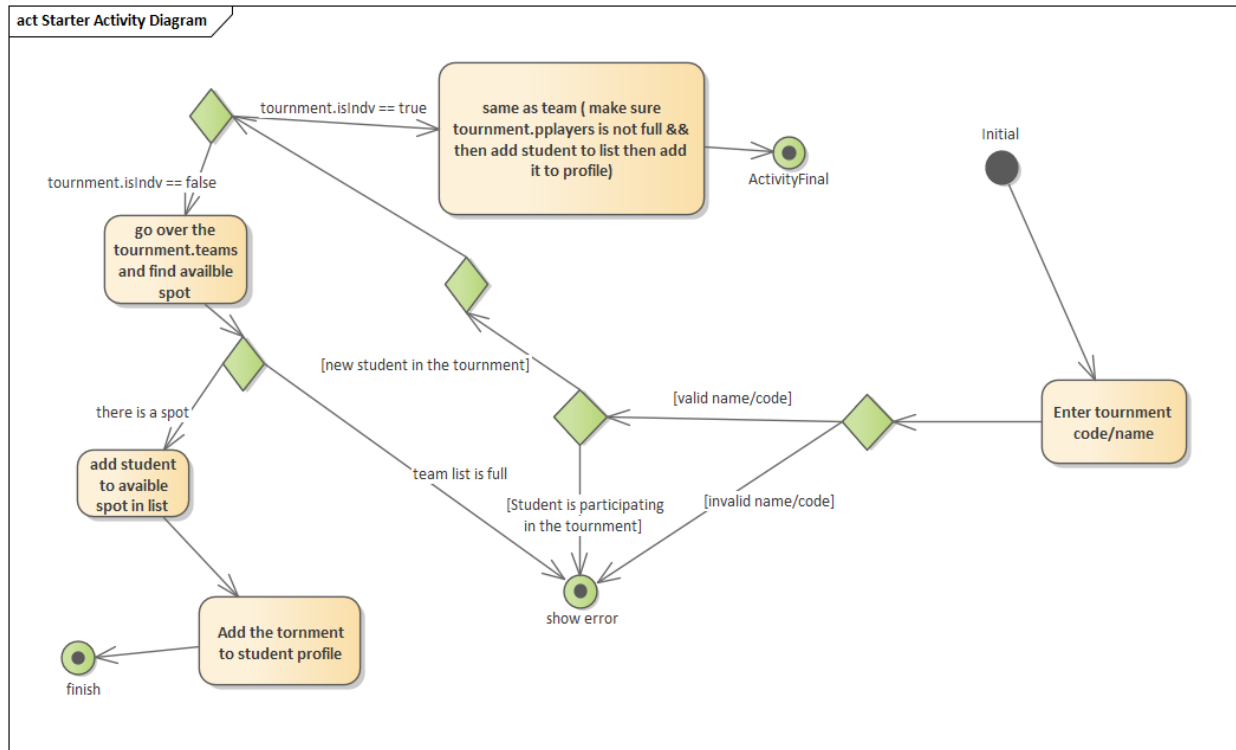 act Starter Activity Diagram
tournment.isIndv == true
same as team ( make sure
tournment.pplayers is not full &&
then add student to list then add
it to profile)
ActivityFinal
Initial
tournment.isIndv == false
go over the
tournment.teams
and find availble
spot
[new student in the tournment]
[valid name/code]
Enter tournment
code/name
there is a spot
team list is full
add student
to avaible
spot in list
[Student is participating
in the tournment]
[invalid name/code]
show error
Add the tornment
to student profile
finish